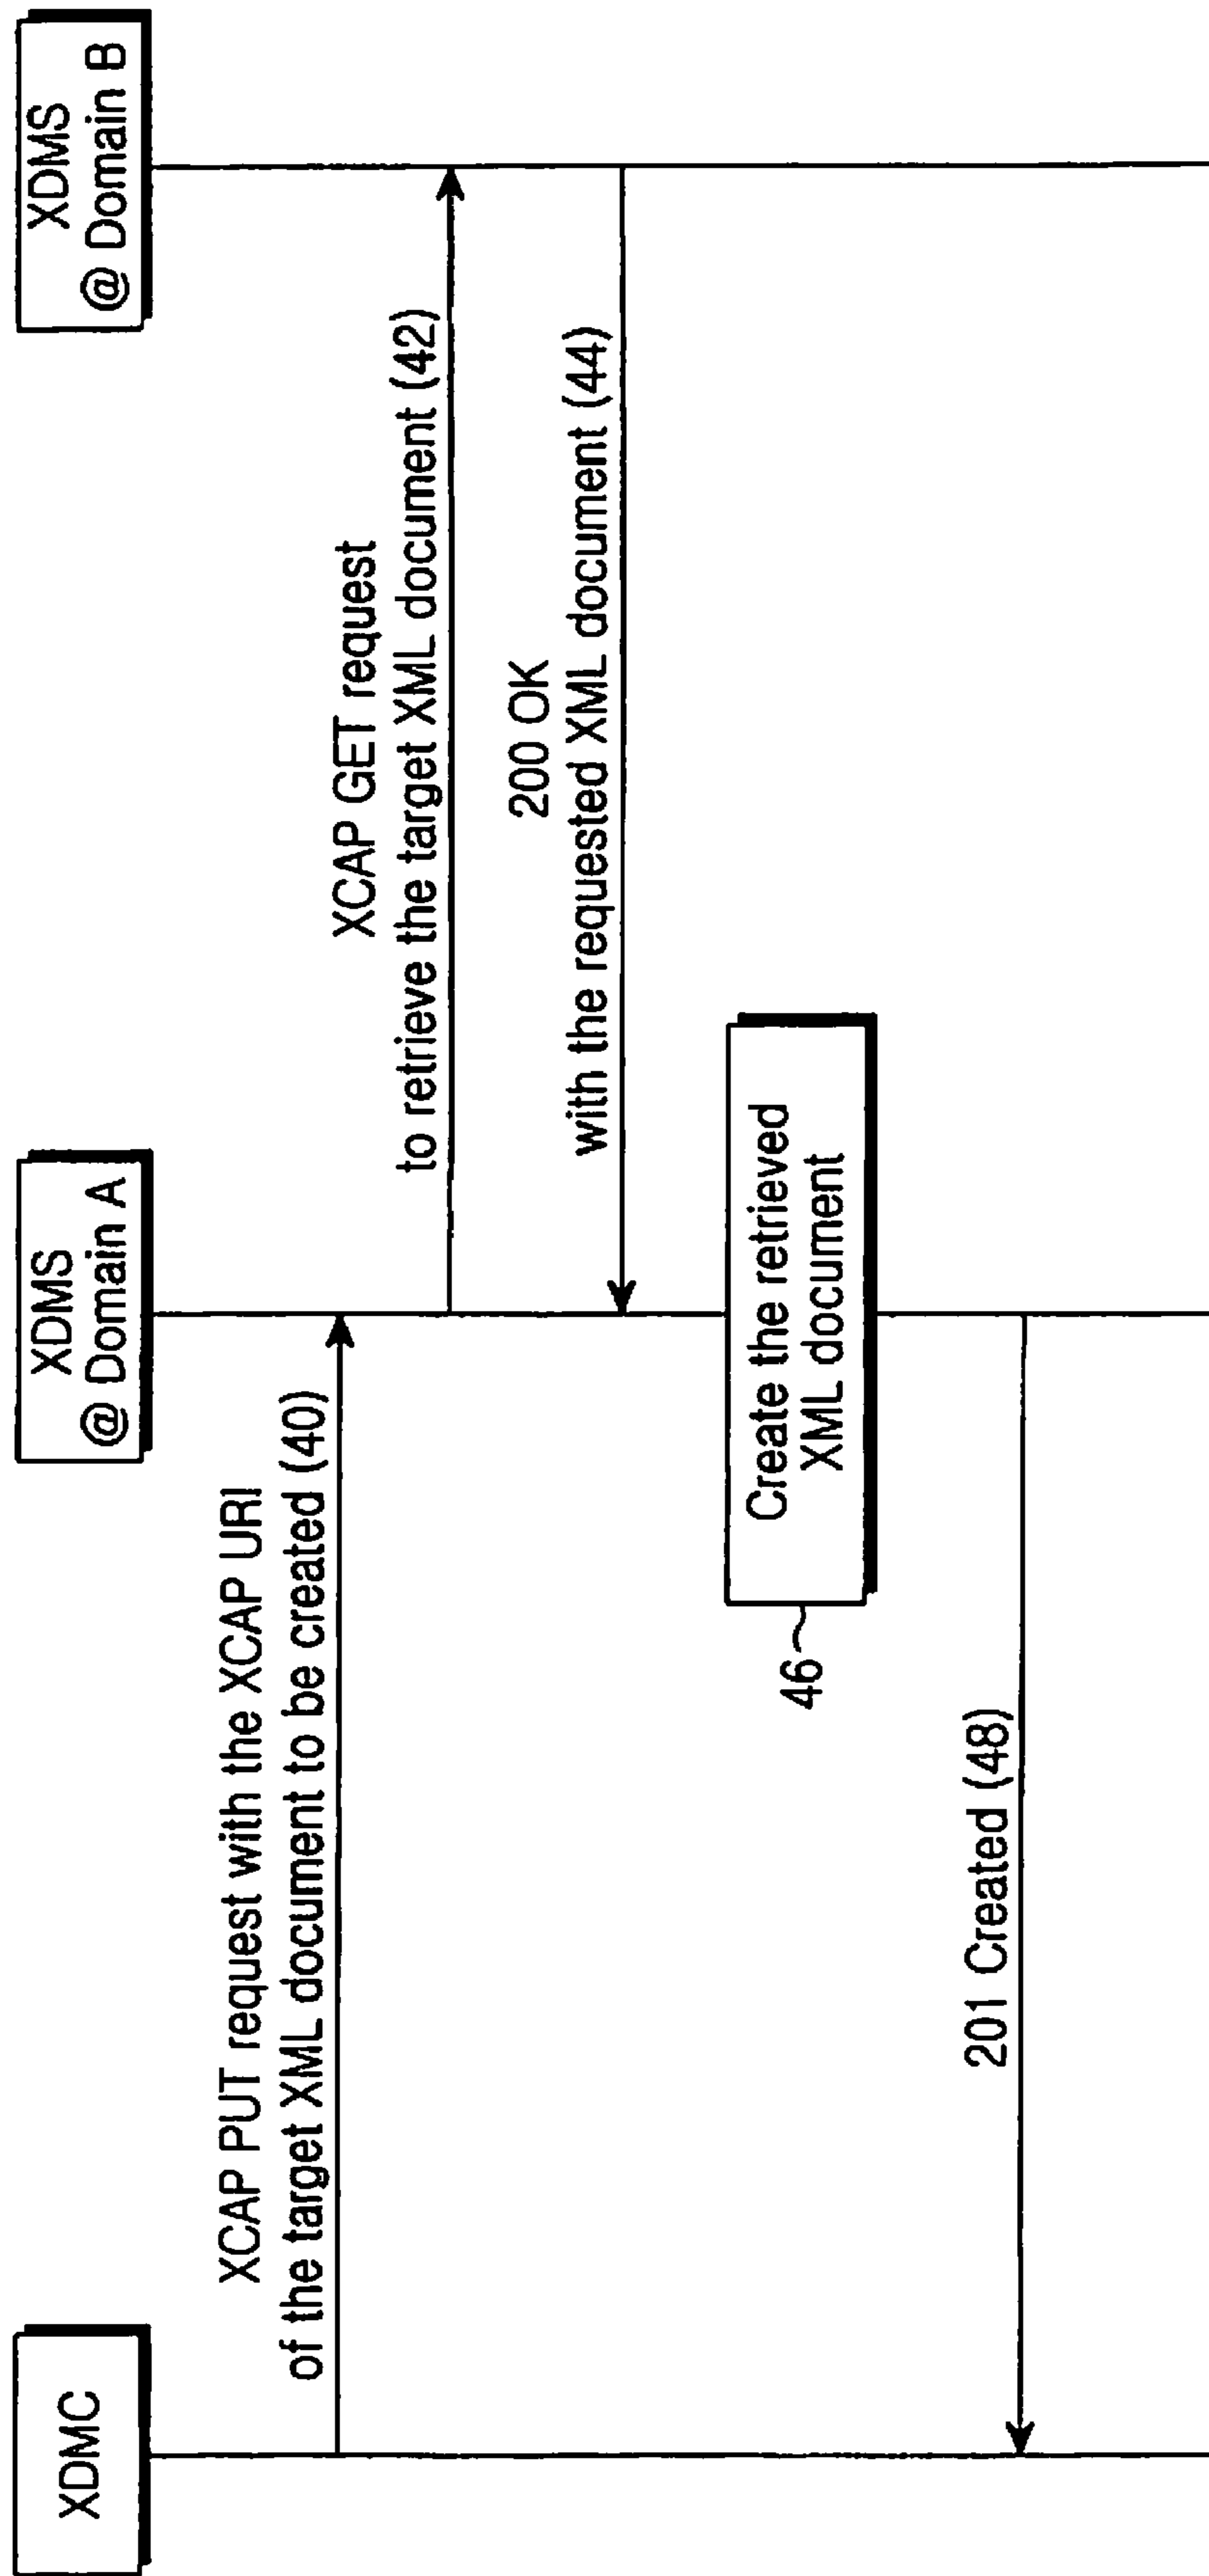 XDMC
XDMS
@ Domain A
XDMS
@ Domain B
XCAP PUT request with the XCAP URI
of the target XML document to be created (40)
XCAP GET request
to retrieve the target XML document (42)
200 OK
with the requested XML document (44)
46
Create the retrieved
XML document
201 Created (48)